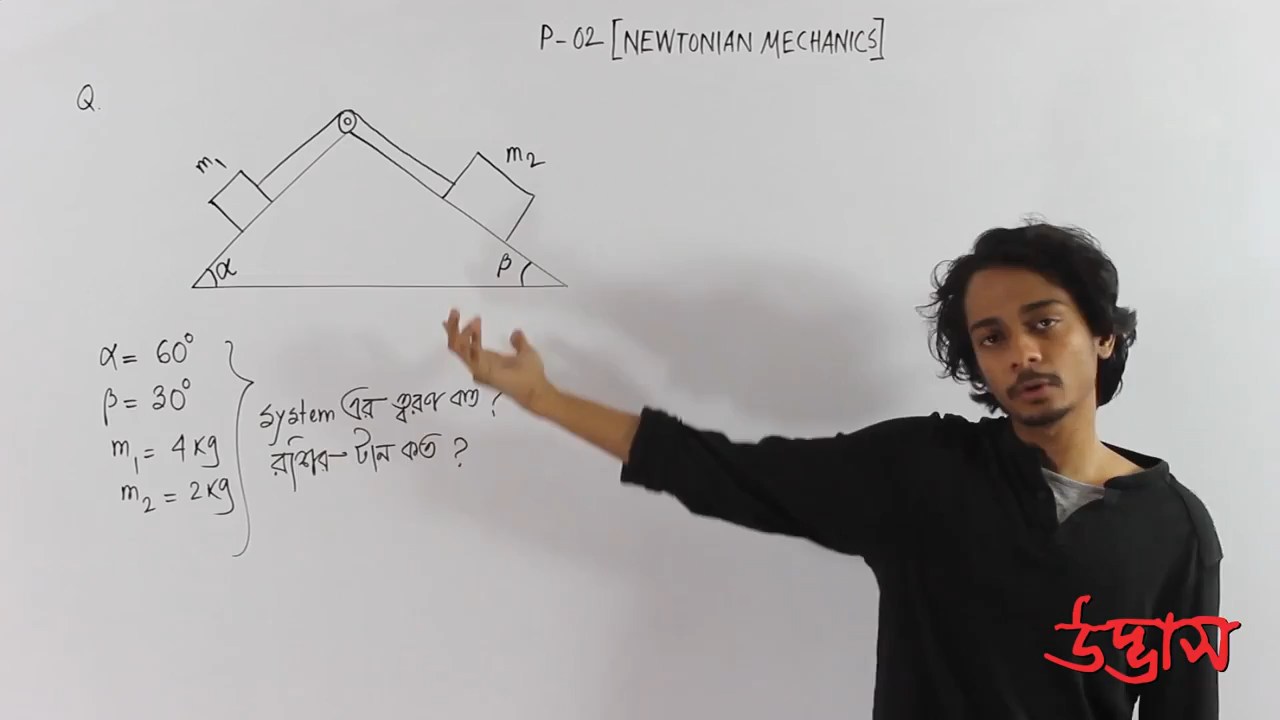 P-02 [NEWTONIAN MECHANICS]
Q.
m₁
m₂
α
β
α = 60°
β = 30°
m₁ = 4 kg
m₂ = 2 kg
system এর ত্বরণ কত ?
রশির টান কত ?
উদ্ভাস